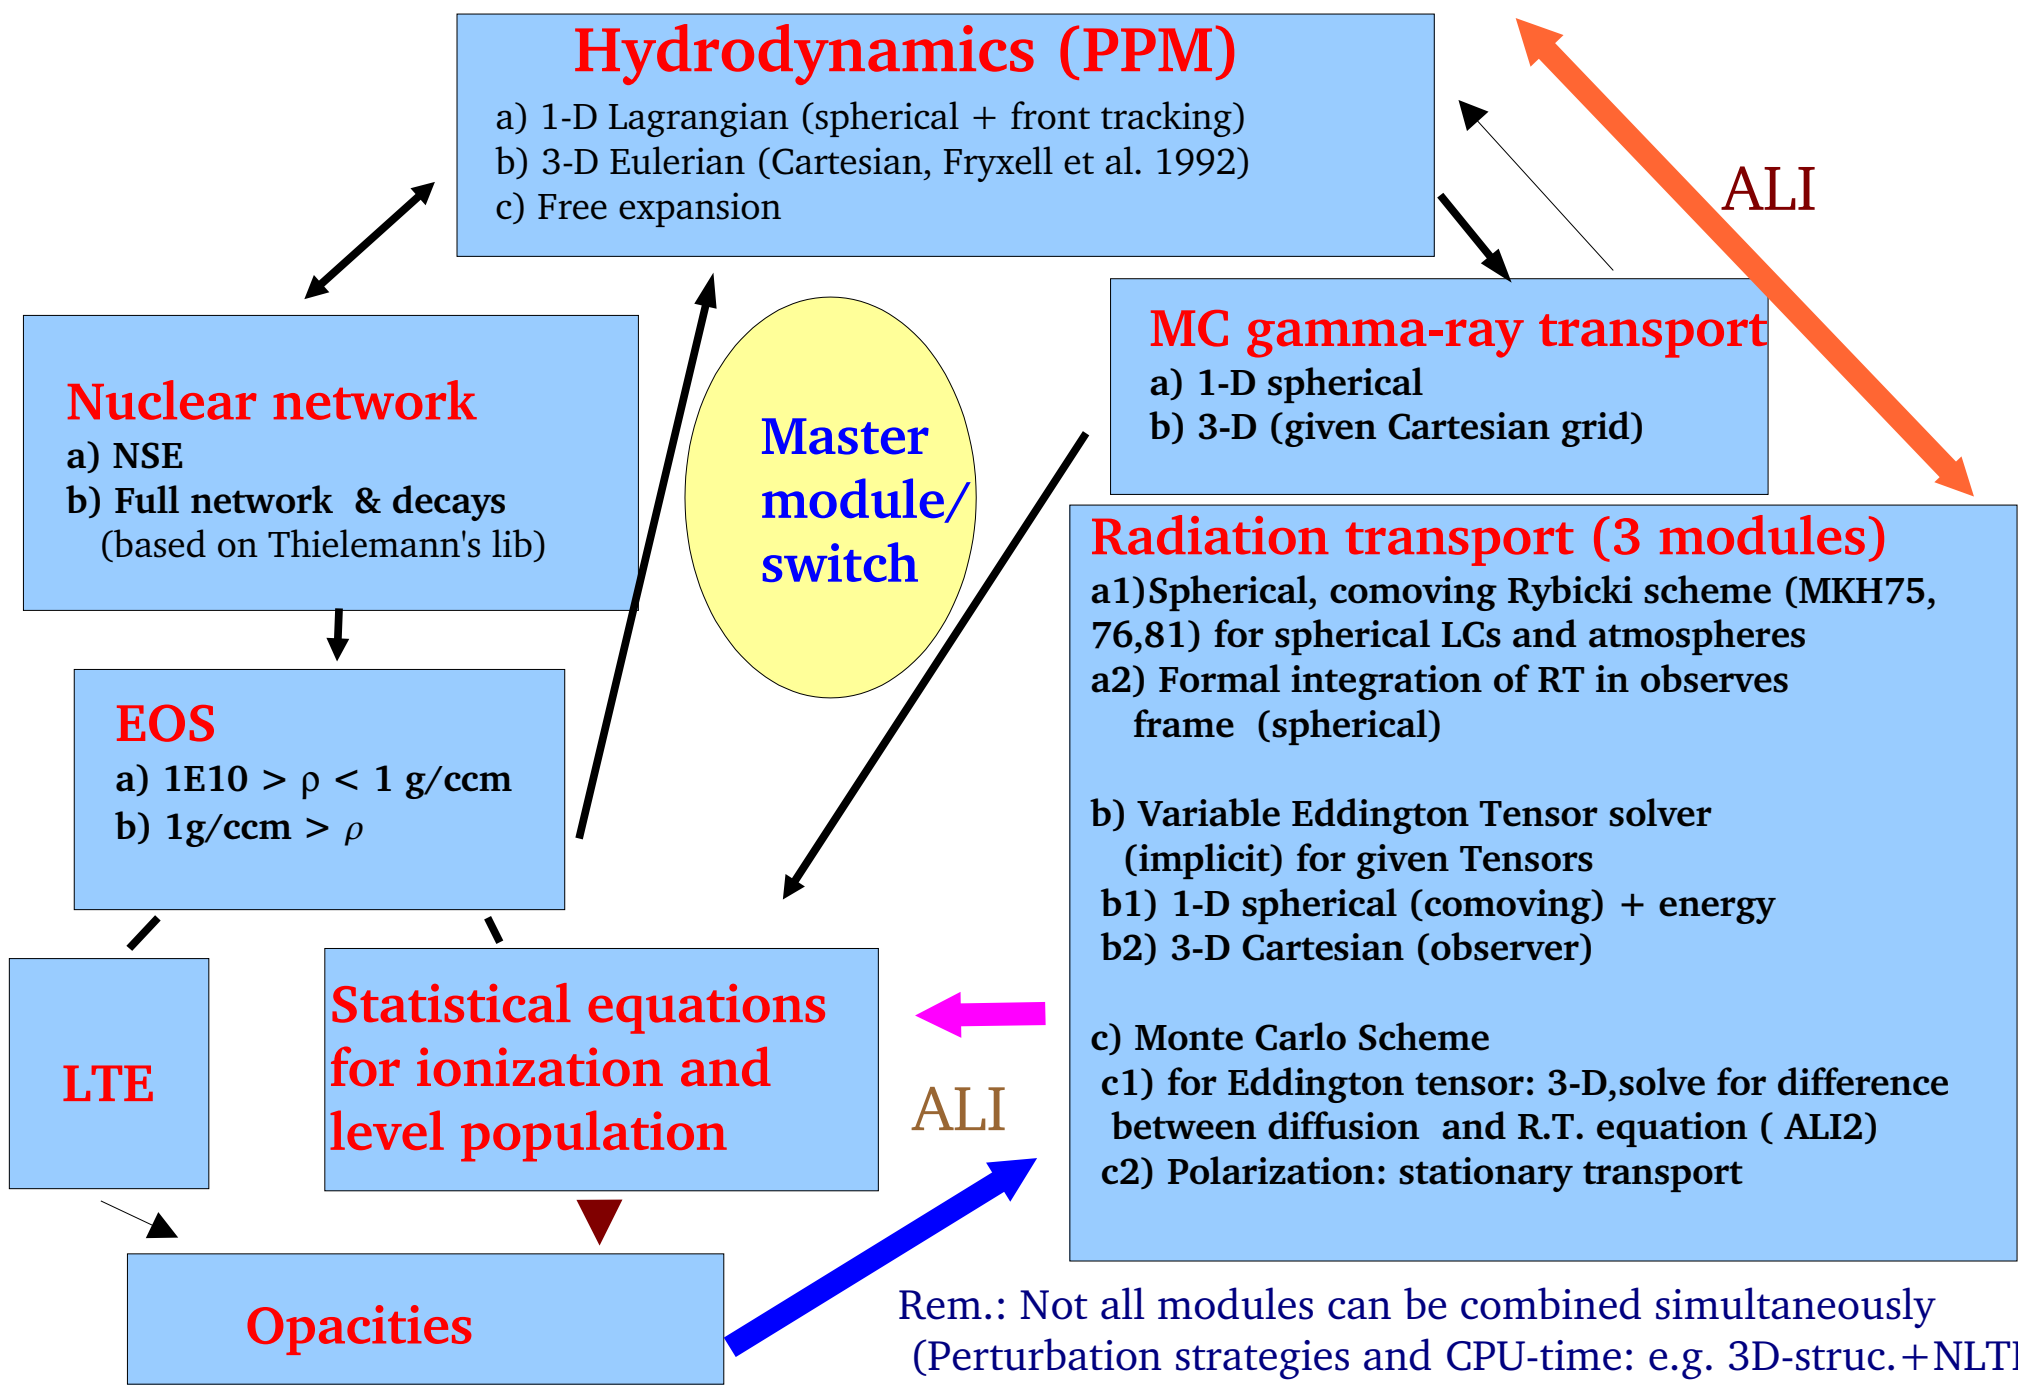 Hydrodynamics (PPM)
a) 1-D Lagrangian (spherical + front tracking)
b) 3-D Eulerian (Cartesian, Fryxell et al. 1992)
c) Free expansion
ALI
MC gamma-ray transport
a) 1-D spherical
b) 3-D (given Cartesian grid)
Nuclear network
a) NSE
b) Full network & decays
(based on Thielemann's lib)
Master
module/
switch
Radiation transport (3 modules)
a1)Spherical, comoving Rybicki scheme (MKH75,
76,81) for spherical LCs and atmospheres
a2) Formal integration of RT in observes
frame (spherical)
b) Variable Eddington Tensor solver
(implicit) for given Tensors
b1) 1-D spherical (comoving) + energy
b2) 3-D Cartesian (observer)
c) Monte Carlo Scheme
c1) for Eddington tensor: 3-D,solve for difference
between diffusion and R.T. equation ( ALI2)
c2) Polarization: stationary transport
EOS
a) 1E10 > ρ < 1 g/ccm
b) 1g/ccm > ρ
LTE
Statistical equations
for ionization and
level population
ALI
Opacities
Rem.: Not all modules can be combined simultaneously
(Perturbation strategies and CPU-time: e.g. 3D-struc.+NLTE